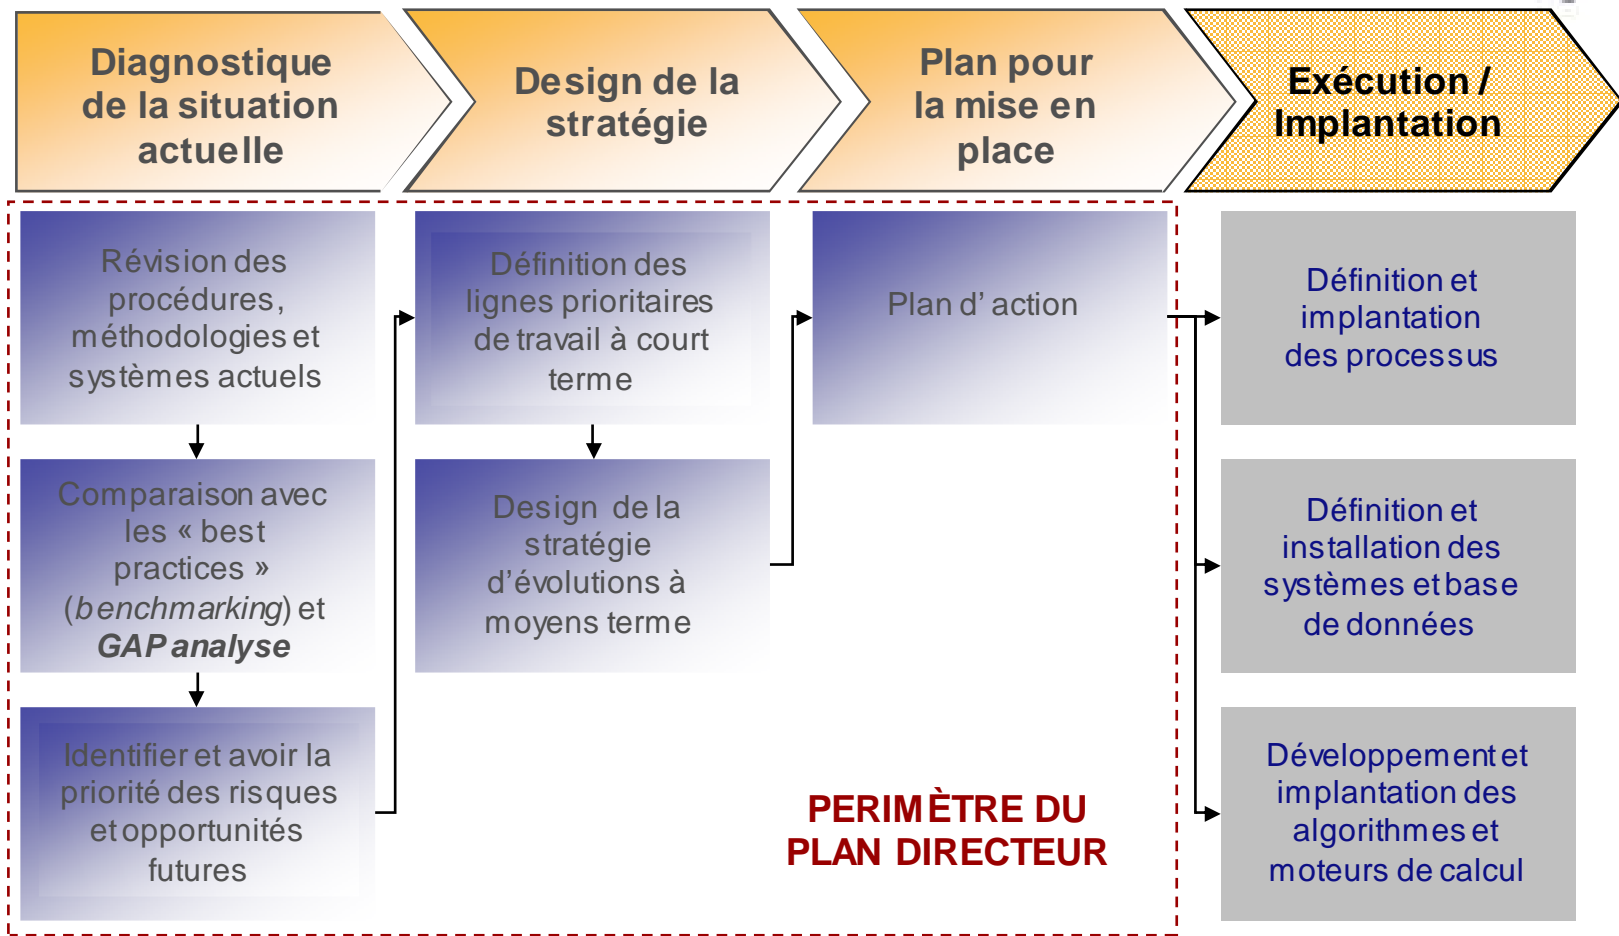 Diagnostique
de la situation
actuelle
Design de la
stratégie
Plan pour
la mise en
place
Exécution /
Implantation
Révision des
procédures,
méthodologies et
systèmes actuels
Comparaison avec
les « best
practices »
(benchmarking) et
GAP analyse
Identifier et avoir la
priorité des risques
et opportunités
futures
Définition des
lignes prioritaires
de travail à court
terme
Design de la
stratégie
d'évolutions à
moyens terme
Plan d' action
PERIMÈTRE DU
PLAN DIRECTEUR
Définition et
implantation
des processus
Définition et
installation des
systèmes et base
de données
Développement et
implantation des
algorithmes et
moteurs de calcul